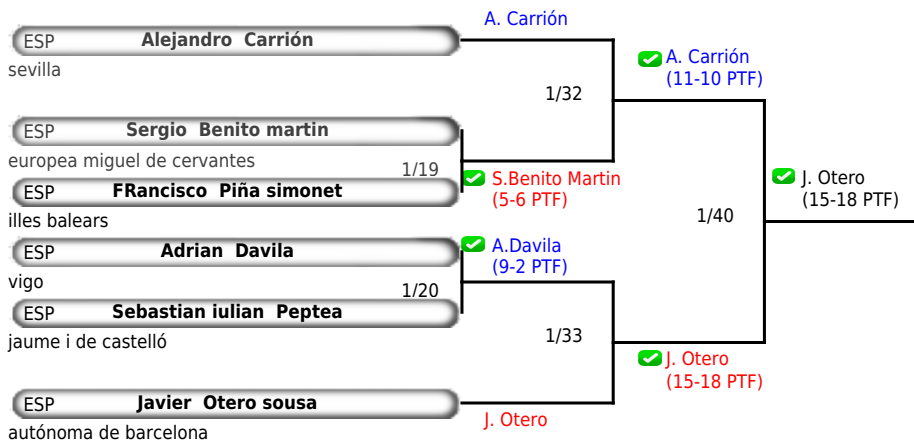 A. Carrión
ESP Alejandro Carrión
sevilla
A. Carrión
(11-10 PTF)
1/32
ESP Sergio Benito martin
europea miguel de cervantes
1/19
S.Benito Martin
(5-6 PTF)
ESP FRancisco Piña simonet
illes balears
J. Otero
(15-18 PTF)
1/40
ESP Adrian Davila
vigo
A.Davila
(9-2 PTF)
1/20
ESP Sebastian iulian Peptea
jaume i de castelló
1/33
J. Otero
(15-18 PTF)
ESP Javier Otero sousa
autónoma de barcelona
J. Otero